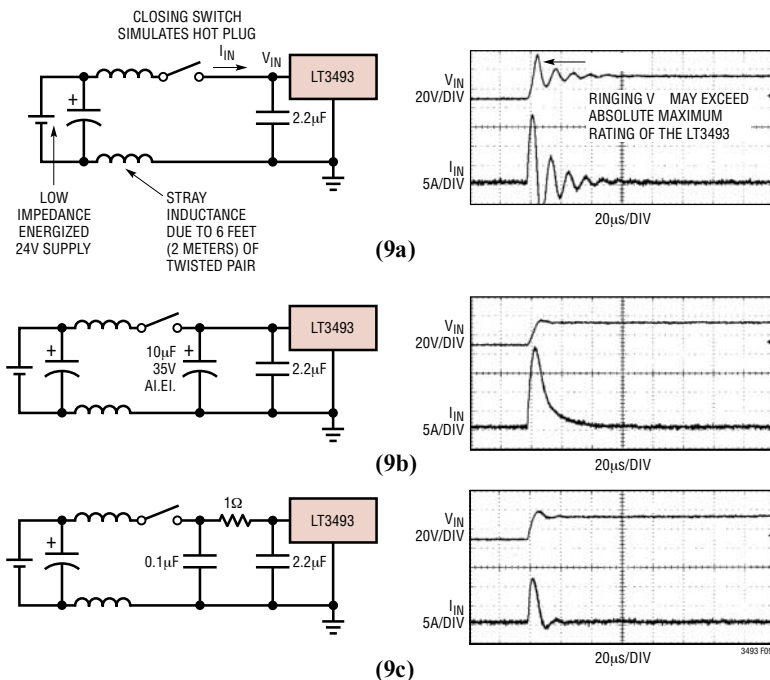 CLOSING SWITCH
SIMULATES HOT PLUG
I_IN
V_IN
LT3493
+
2.2µF
LOW
IMPEDANCE
ENERGIZED
24V SUPPLY
STRAY
INDUCTANCE
DUE TO 6 FEET
(2 METERS) OF
TWISTED PAIR
V_IN
20V/DIV
RINGING V MAY EXCEED
ABSOLUTE MAXIMUM
RATING OF THE LT3493
I_IN
5A/DIV
20µs/DIV
(9a)
LT3493
+
10µF
35V
AI.EI.
+
2.2µF
V_IN
20V/DIV
I_IN
5A/DIV
20µs/DIV
(9b)
1Ω
LT3493
+
0.1µF
2.2µF
V_IN
20V/DIV
I_IN
5A/DIV
20µs/DIV
3493 F09
(9c)